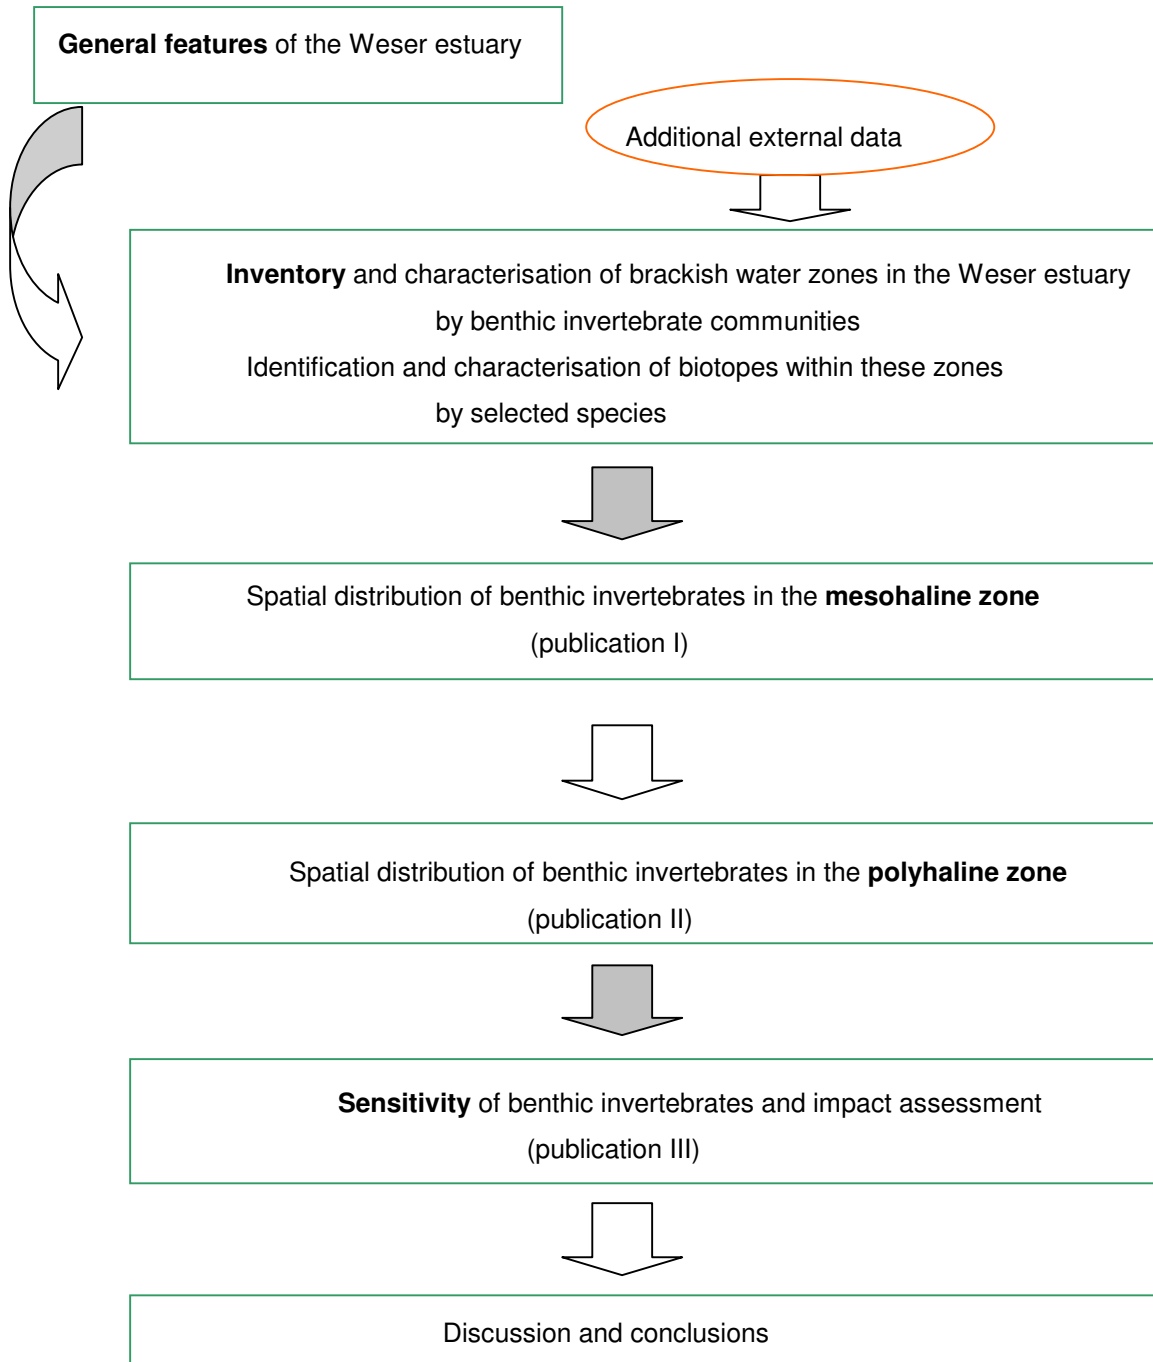 General features of the Weser estuary
Additional external data
Inventory and characterisation of brackish water zones in the Weser estuary
by benthic invertebrate communities
Identification and characterisation of biotopes within these zones
by selected species
Spatial distribution of benthic invertebrates in the mesohaline zone
(publication I)
Spatial distribution of benthic invertebrates in the polyhaline zone
(publication II)
Sensitivity of benthic invertebrates and impact assessment
(publication III)
Discussion and conclusions